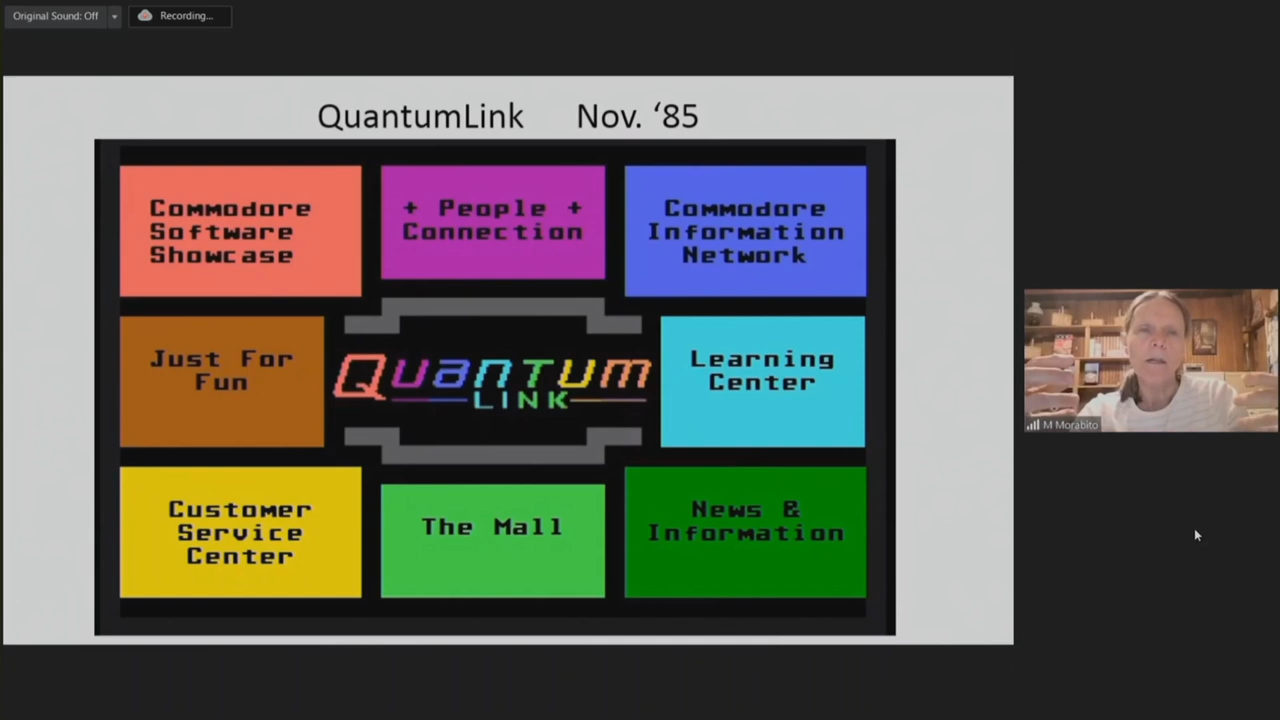 Original Sound: Off
Recording...
QuantumLink Nov. ‘85
Commodore
Software
Showcase
+ People +
Connection
Commodore
Information
Network
Just For
Fun
Quantum
LINK
Learning
Center
Customer
Service
Center
The Mall
News &
Information
M Morabito